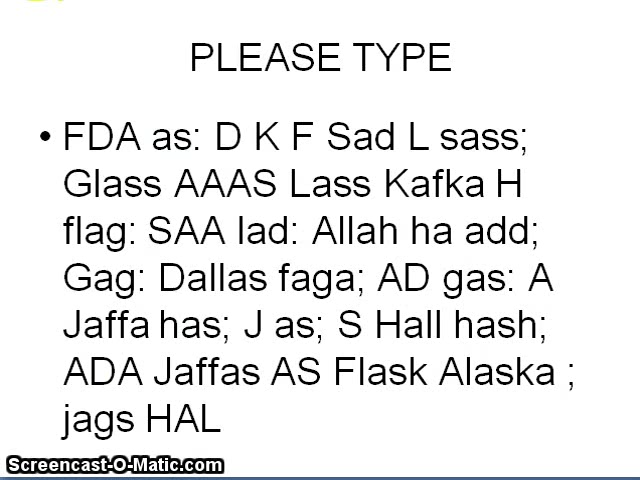 PLEASE TYPE
• FDA as: D K F Sad L sass;
Glass AAAS Lass Kafka H
flag: SAA lad: Allah ha add;
Gag: Dallas faga; AD gas: A
Jaffa has; J as; S Hall hash;
ADA Jaffas AS Flask Alaska ;
jags HAL
Screencast-O-Matic.com